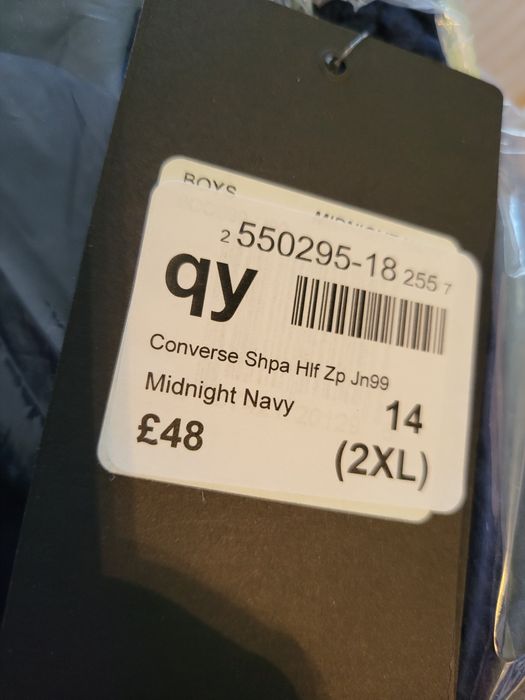 BOYS
2 550295-18 255 7
qy
Converse Shpa Hlf Zp Jn99
Midnight Navy
14
£48
(2XL)